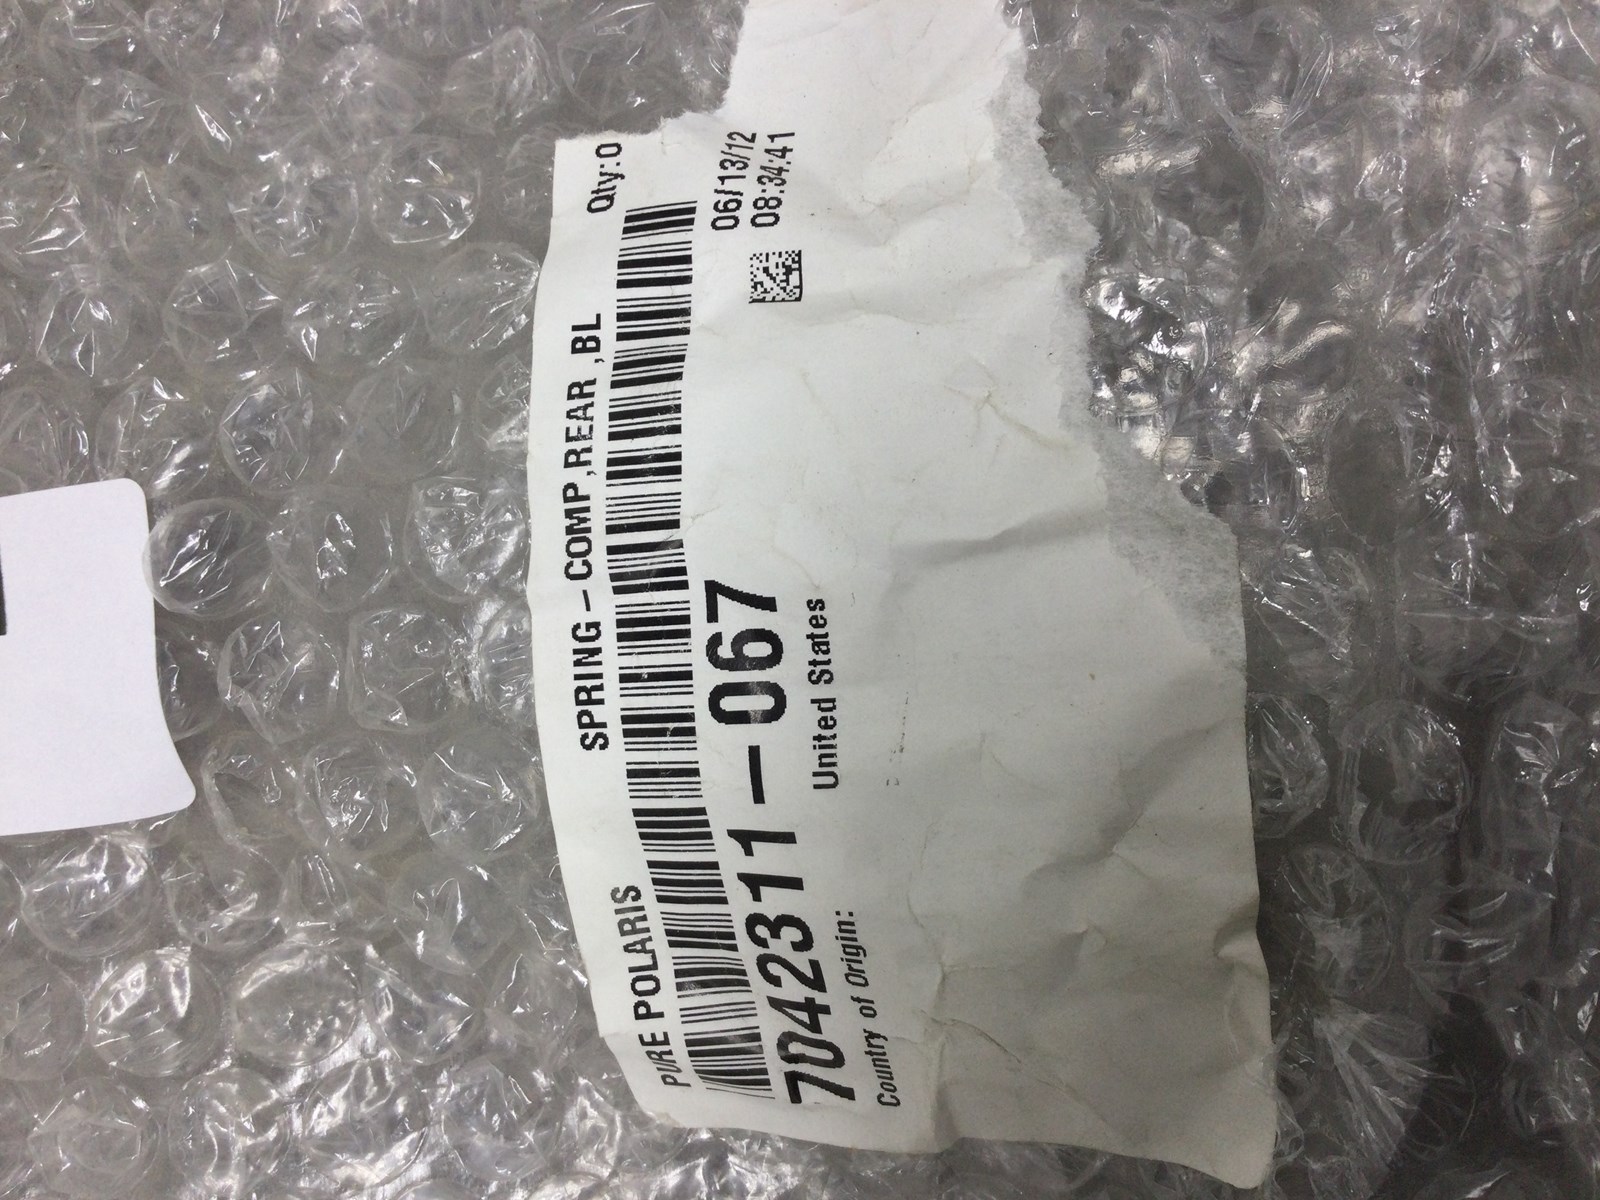 PURE POLARIS SPRING-COMP,REAR ,BL Qty:0
7042311-067 06/13/12
08:34:41
Country of Origin: United States